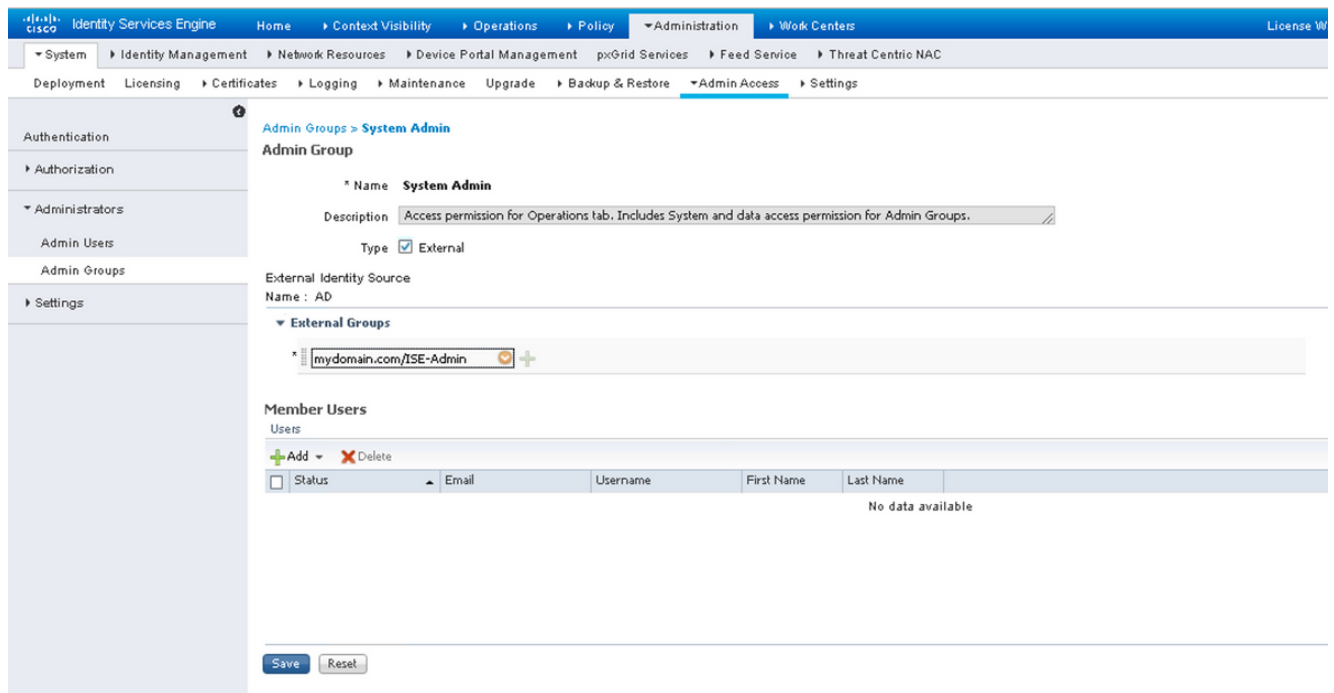 cisco Identity Services Engine Home Context Visibility Operations Policy Administration Work Centers License W
System Identity Management Network Resources Device Portal Management pxGrid Services Feed Service Threat Centric NAC
Deployment Licensing Certificates Logging Maintenance Upgrade Backup & Restore Admin Access Settings
Authentication
Authorization
Administrators
Admin Users
Admin Groups
Settings
Admin Groups > System Admin
Admin Group
* Name System Admin
Description Access permission for Operations tab. Includes System and data access permission for Admin Groups.
Type External
External Identity Source
Name : AD
External Groups
* mydomain.com/ISE-Admin
Member Users
Users
Add Delete
Status Email Username First Name Last Name
No data available
Save Reset